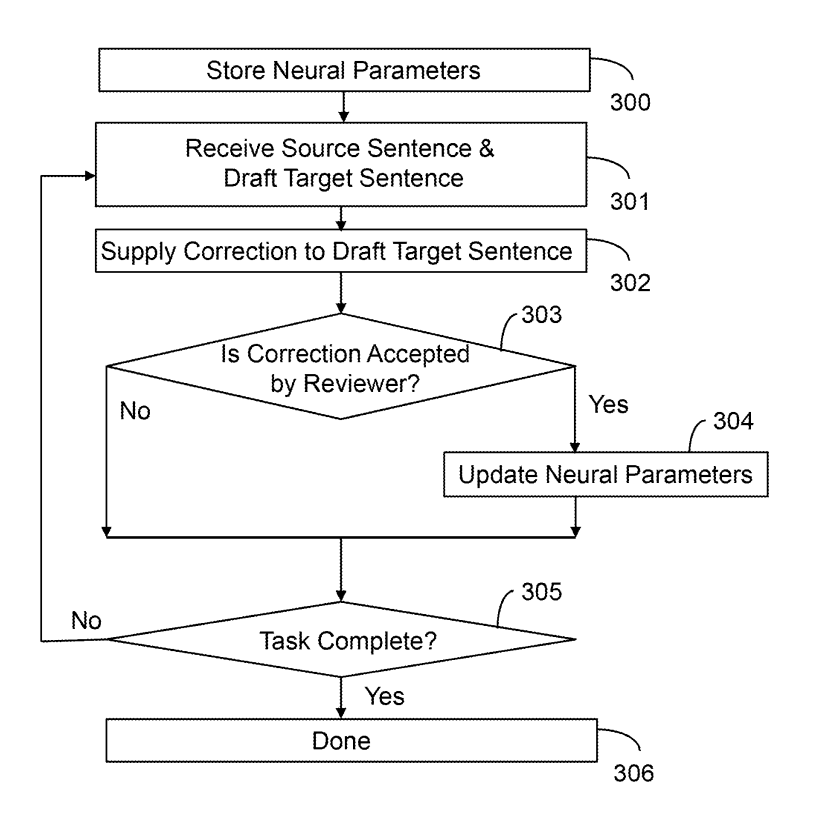 Store Neural Parameters
300
Receive Source Sentence &
Draft Target Sentence
301
Supply Correction to Draft Target Sentence
302
303
Is Correction Accepted
by Reviewer?
No
Yes
304
Update Neural Parameters
305
No
Task Complete?
Yes
Done
306